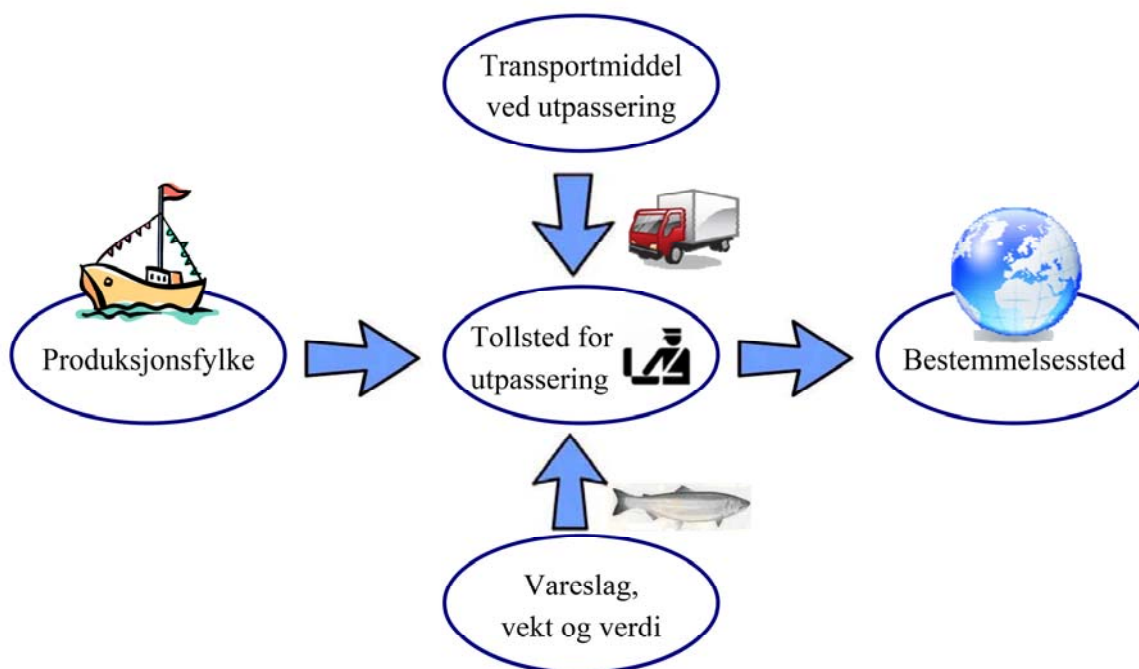 Transportmiddel
ved utpassering
Produksjonsfylke
Tollsted for
utpassering
Bestemmelsessted
Vareslag,
vekt og verdi